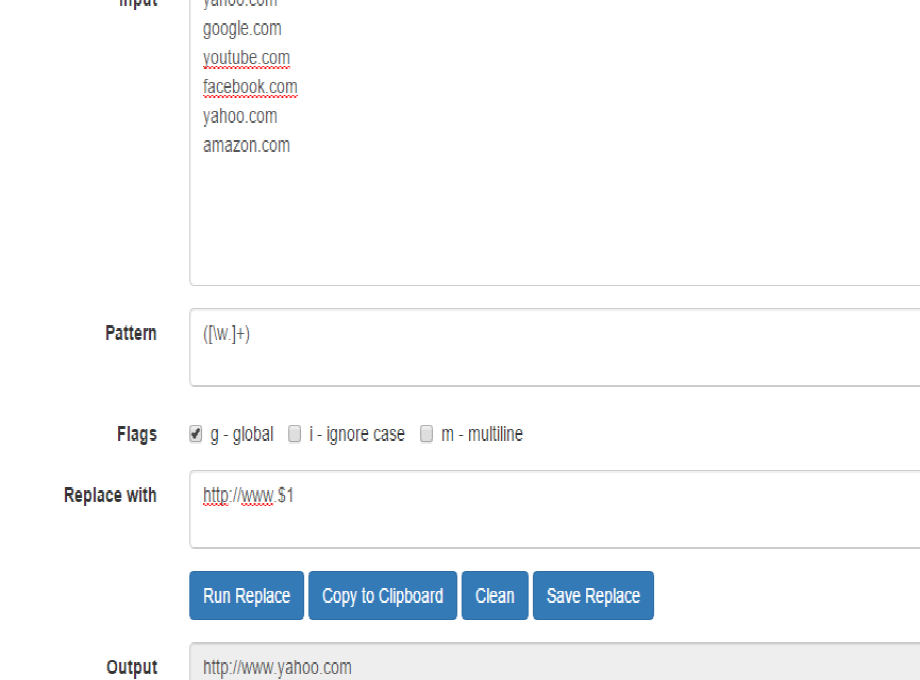 Input yahoo.com
google.com
youtube.com
facebook.com
yahoo.com
amazon.com
Pattern ([\w.]+)
Flags g - global i - ignore case m - multiline
Replace with http://www.$1
Run Replace Copy to Clipboard Clean Save Replace
Output http://www.yahoo.com